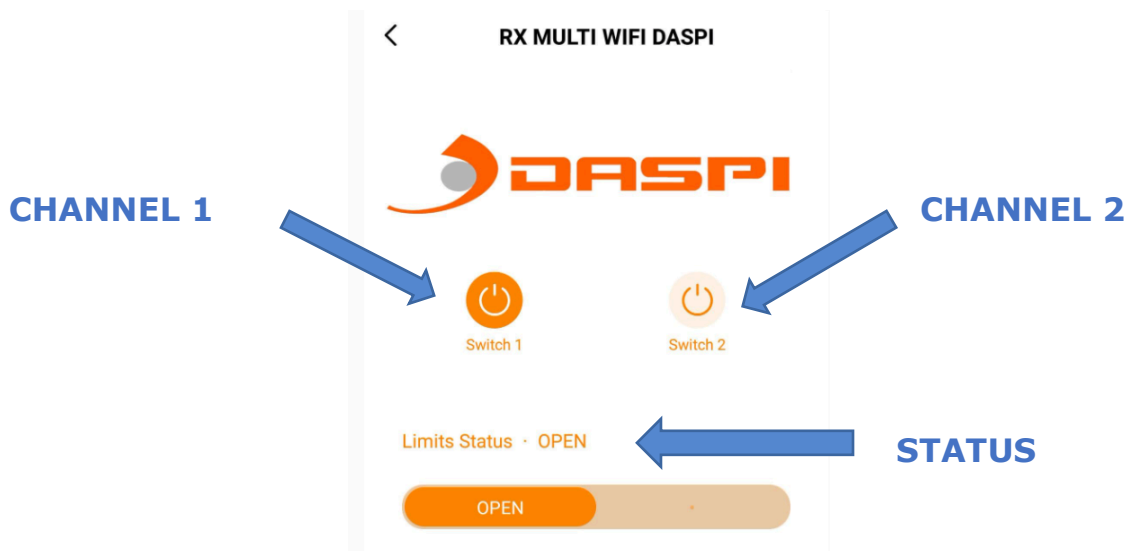 RX MULTI WIFI DASPI
DASPI
CHANNEL 1
CHANNEL 2
Switch 1
Switch 2
Limits Status · OPEN
STATUS
OPEN